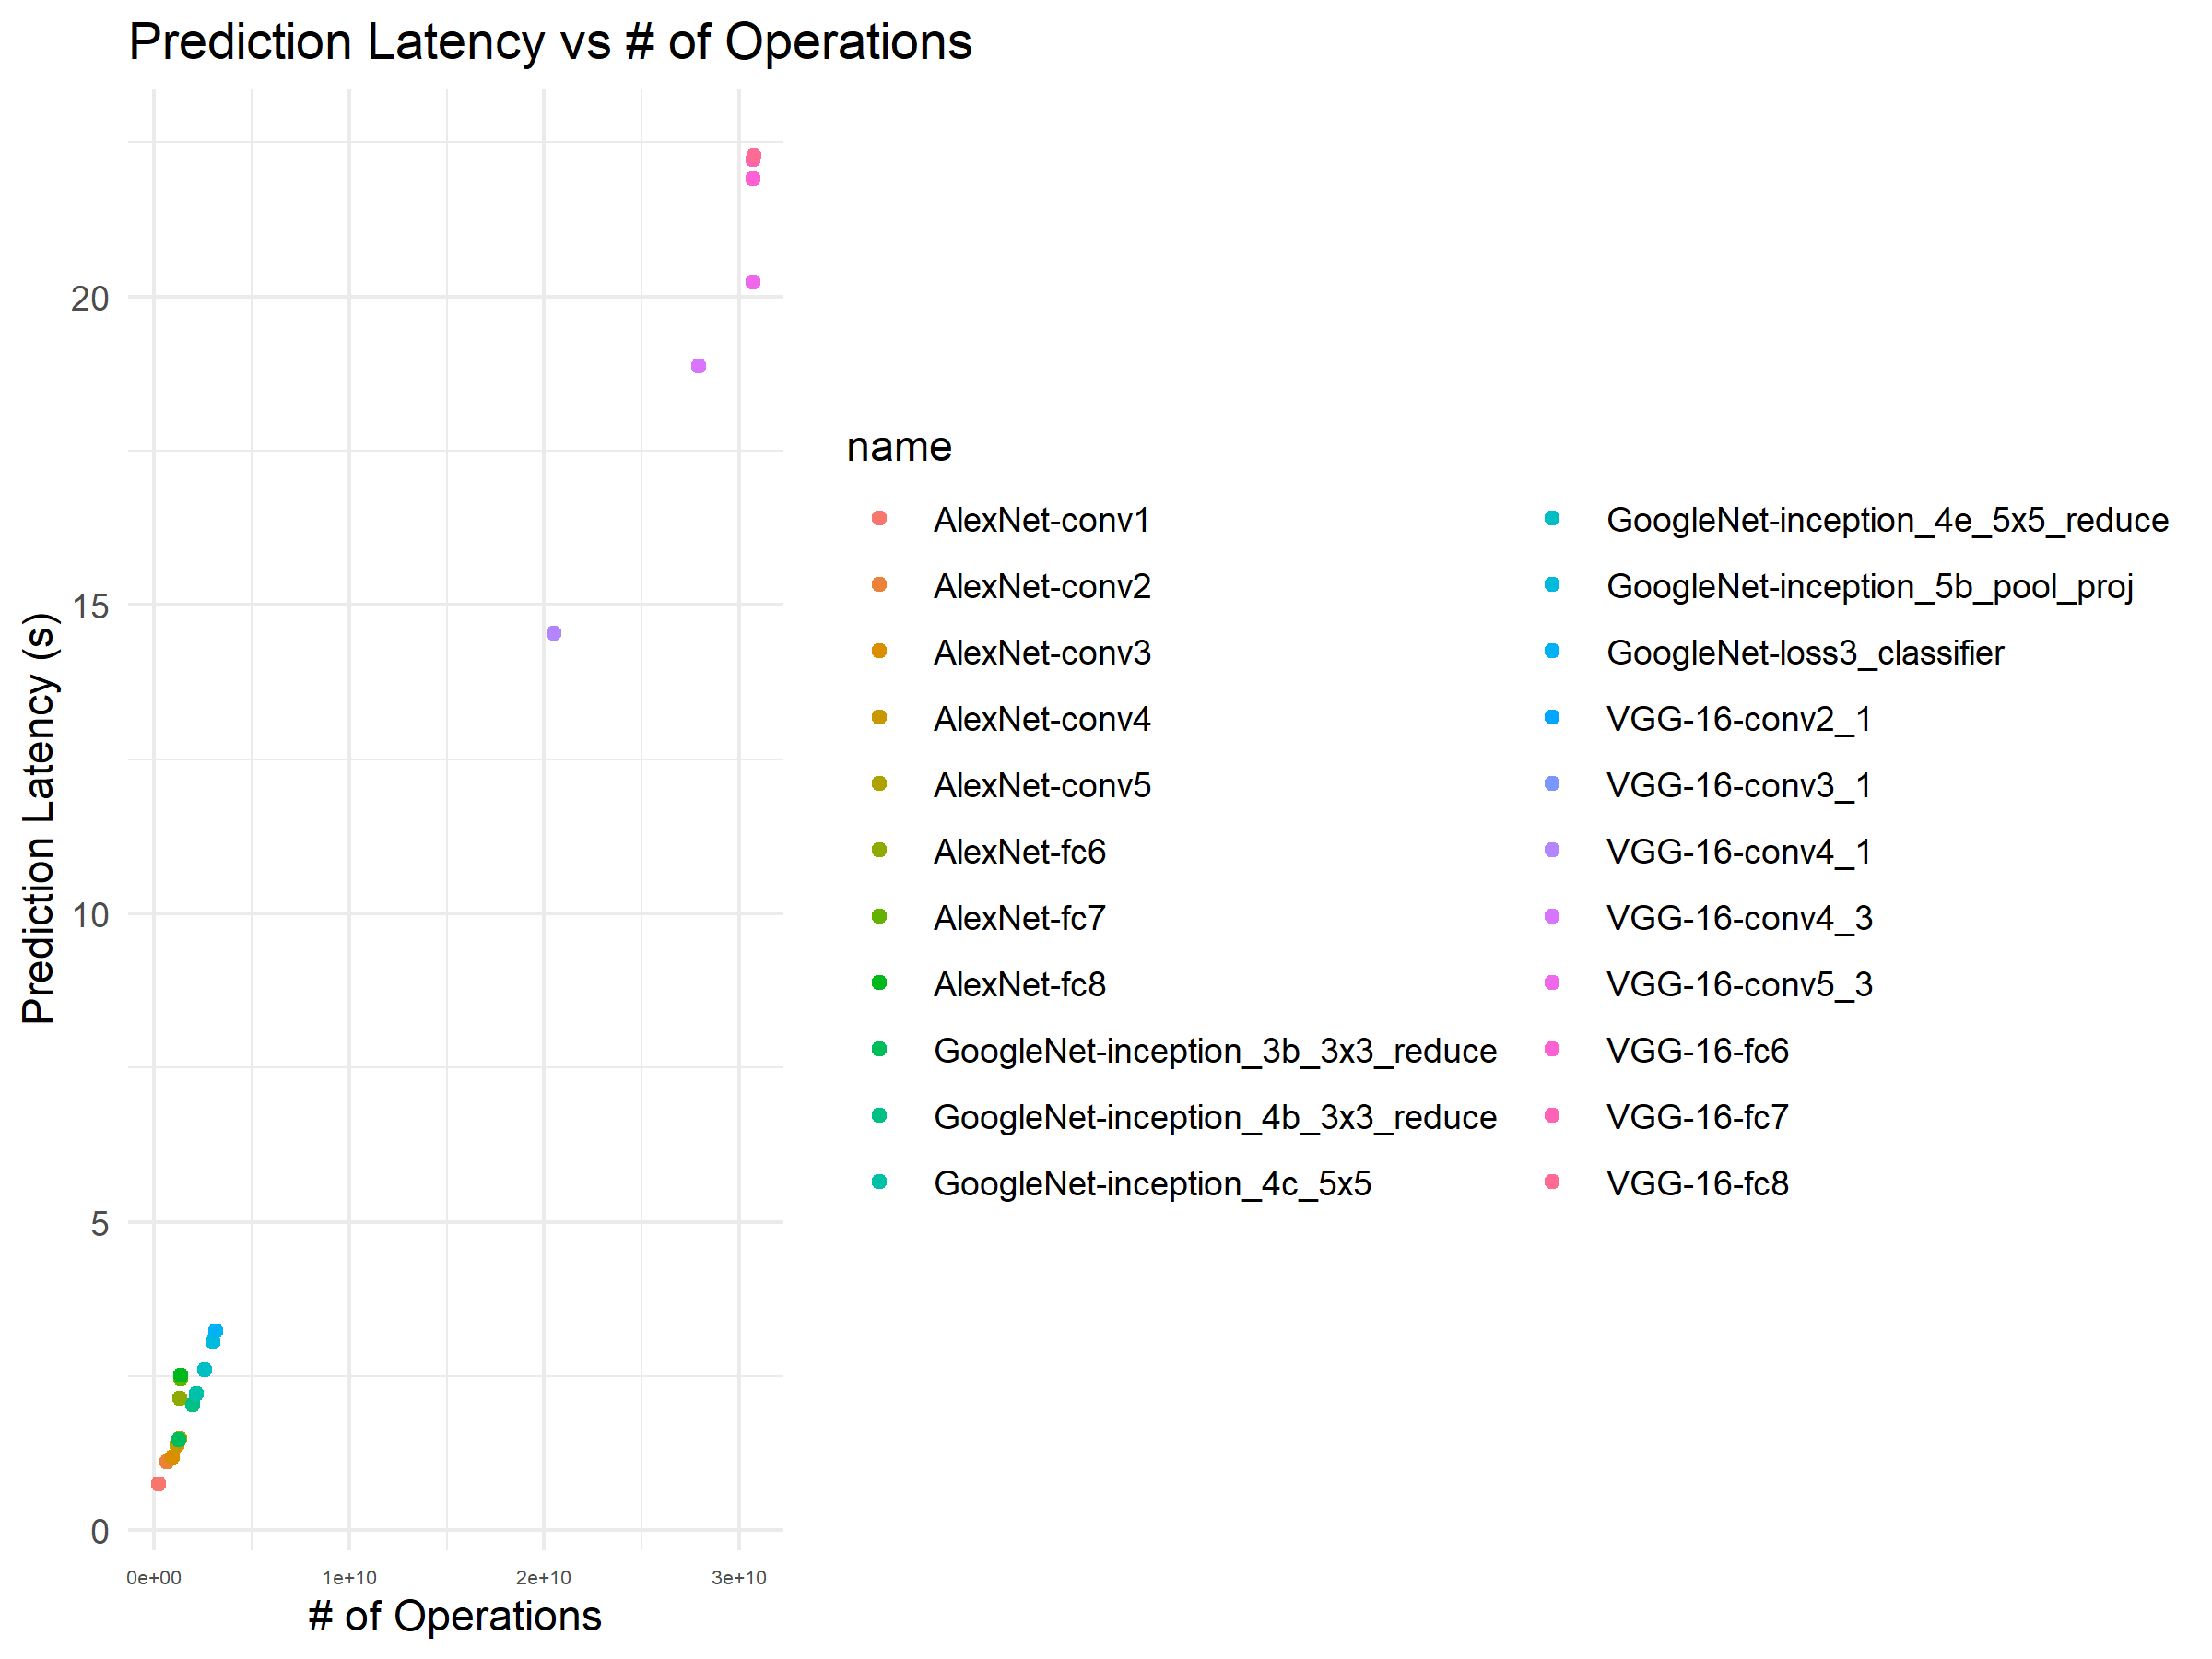 Prediction Latency vs # of Operations
Prediction Latency (s)
20
15
10
5
0
0e+00 1e+10 2e+10 3e+10
# of Operations
name
AlexNet-conv1
AlexNet-conv2
AlexNet-conv3
AlexNet-conv4
AlexNet-conv5
AlexNet-fc6
AlexNet-fc7
AlexNet-fc8
GoogleNet-inception_3b_3x3_reduce
GoogleNet-inception_4b_3x3_reduce
GoogleNet-inception_4c_5x5
GoogleNet-inception_4e_5x5_reduce
GoogleNet-inception_5b_pool_proj
GoogleNet-loss3_classifier
VGG-16-conv2_1
VGG-16-conv3_1
VGG-16-conv4_1
VGG-16-conv4_3
VGG-16-conv5_3
VGG-16-fc6
VGG-16-fc7
VGG-16-fc8